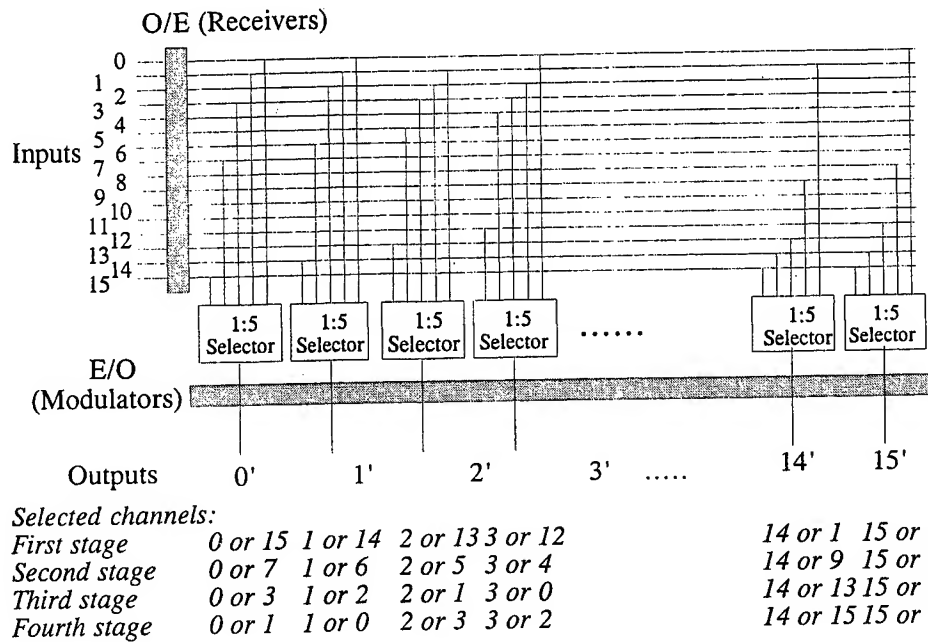 O/E (Receivers)
Inputs
0
1
2
3
4
5
6
7
8
9
10
11
12
13
14
15
1:5 Selector
1:5 Selector
1:5 Selector
1:5 Selector
......
1:5 Selector
1:5 Selector
E/O
(Modulators)
Outputs 0' 1' 2' 3' ..... 14' 15'
Selected channels:
First stage 0 or 15 1 or 14 2 or 13 3 or 12 14 or 1 15 or
Second stage 0 or 7 1 or 6 2 or 5 3 or 4 14 or 9 15 or
Third stage 0 or 3 1 or 2 2 or 1 3 or 0 14 or 13 15 or
Fourth stage 0 or 1 1 or 0 2 or 3 3 or 2 14 or 15 15 or